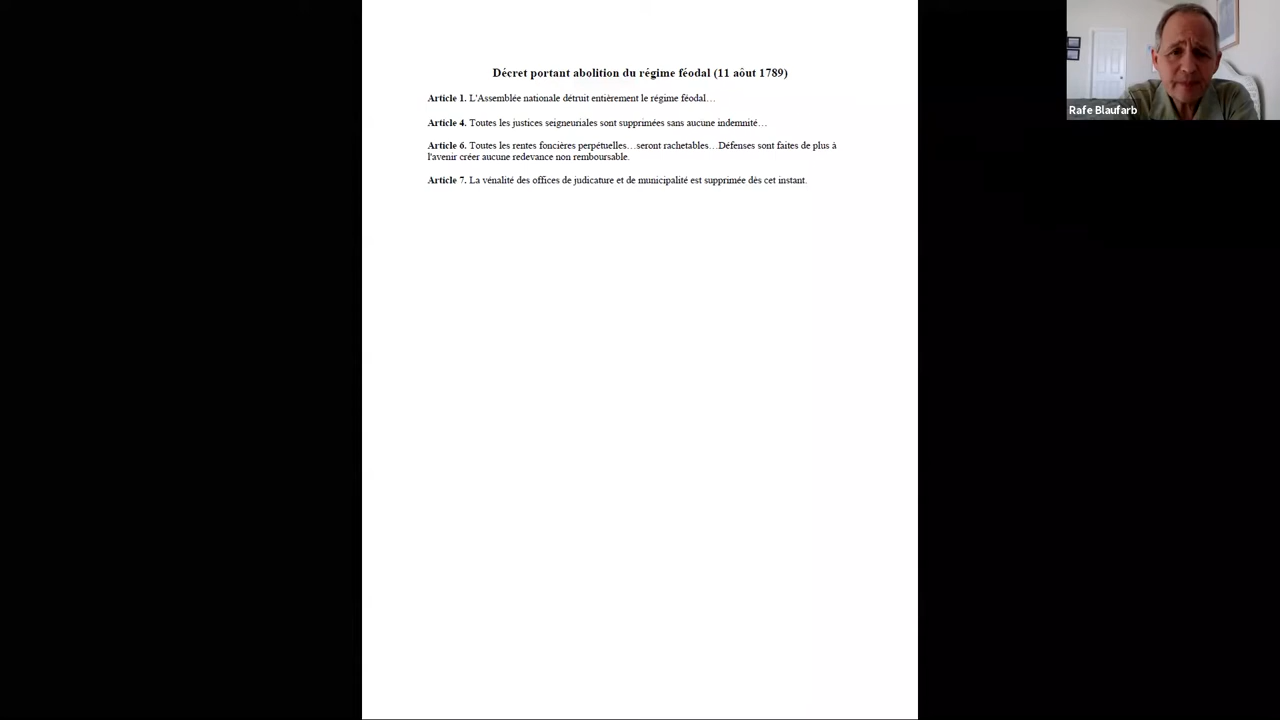 Décret portant abolition du régime féodal (11 aôut 1789)
Article 1. L'Assemblée nationale détruit entièrement le régime féodal…
Article 4. Toutes les justices seigneuriales sont supprimées sans aucune indemnité…
Article 6. Toutes les rentes foncières perpétuelles…seront rachetables…Défenses sont faites de plus à
l'avenir créer aucune redevance non remboursable.
Article 7. La vénalité des offices de judicature et de municipalité est supprimée dès cet instant.
Rafe Blaufarb